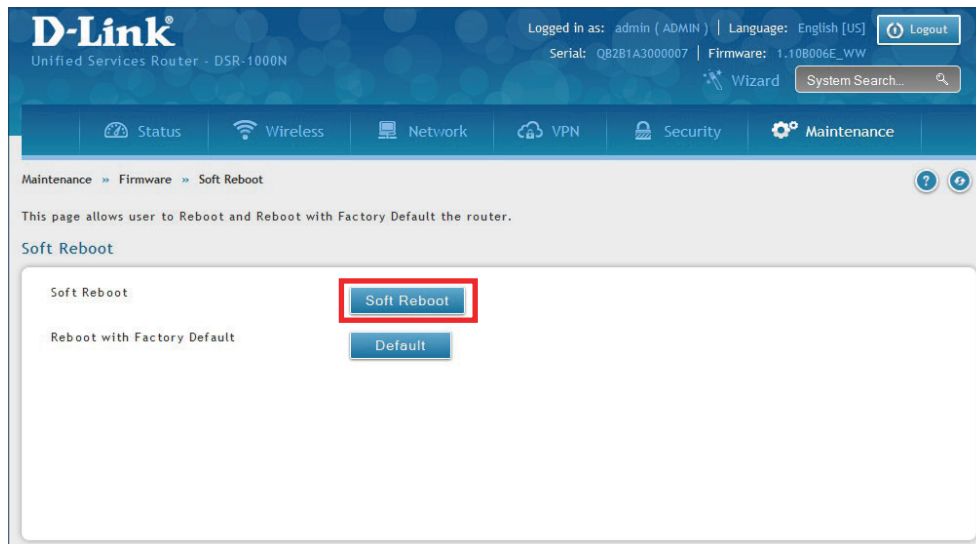 D-Link®
Unified Services Router - DSR-1000N
Logged in as: admin ( ADMIN ) | Language: English [US]
Logout
Serial: QB2B1A3000007 | Firmware: 1.10B006E_WW
Wizard
System Search...
Status
Wireless
Network
VPN
Security
Maintenance
Maintenance » Firmware » Soft Reboot
?
This page allows user to Reboot and Reboot with Factory Default the router.
Soft Reboot
Soft Reboot
Soft Reboot
Reboot with Factory Default
Default